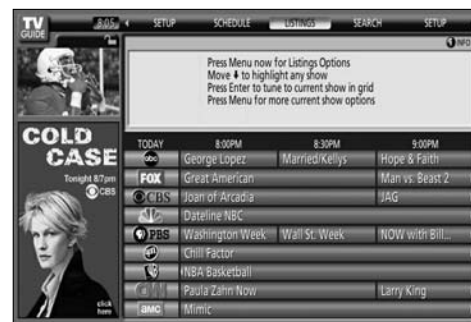 TV GUIDE
8:05p
SETUP SCHEDULE LISTINGS SEARCH SETUP
INFO
Press Menu now for Listings Options
Move ⬇ to highlight any show
Press Enter to tune to current show in grid
Press Menu for more current show options
COLD CASE
Tonight 8/7pm
CBS
click here
TODAY 8:00PM 8:30PM 9:00PM
abc George Lopez Married/Kellys Hope & Faith
FOX Great American Man vs. Beast 2
CBS Joan of Arcadia JAG
Dateline NBC
PBS Washington Week Wall St. Week NOW with Bill...
Chill Factor
NBA Basketball
CNN Paula Zahn Now Larry King
amc Mimic